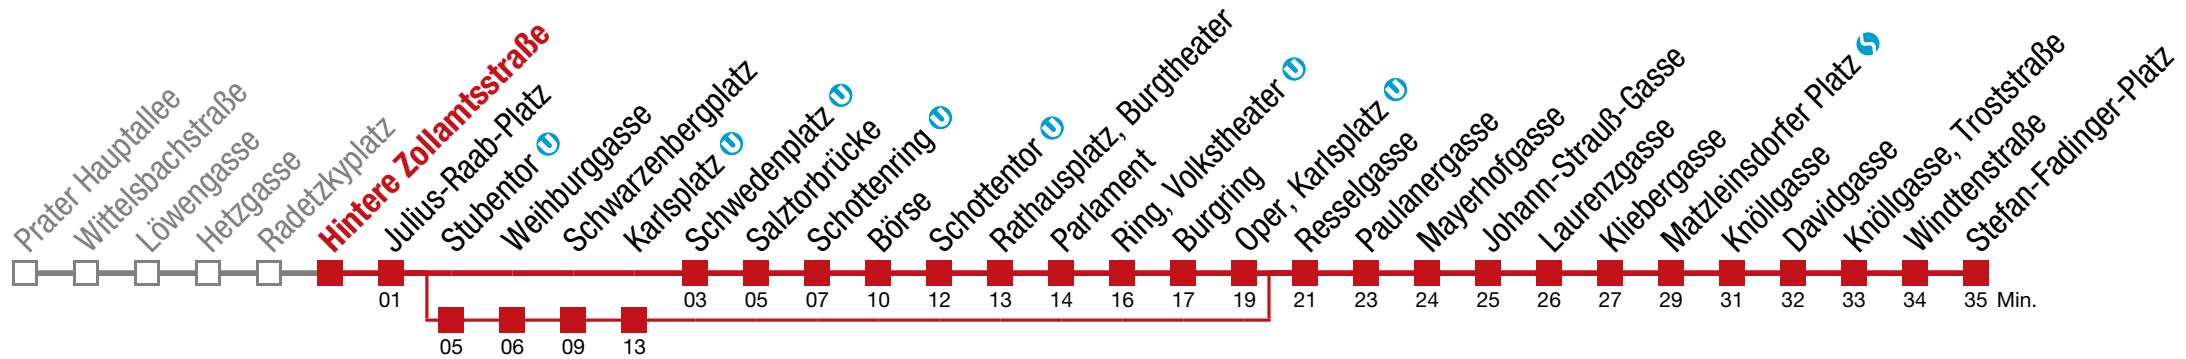 Prater Hauptallee
Wittelsbachstraße
Löwengasse
Hetzgasse
Radetzkyplatz
Hintere Zollamtsstraße
Julius-Raab-Platz
Stubentor U
Weihburggasse
Schwarzenbergplatz
Karlsplatz U
Schwedenplatz U
Salztorbrücke
Schottenring U
Börse
Schottentor U
Rathausplatz, Burgtheater
Parlament
Ring, Volkstheater U
Burgring
Oper, Karlsplatz U
Resselgasse
Paulanergasse
Mayerhofgasse
Johann-Strauß-Gasse
Laurenzgasse
Kliebergasse
Matzleinsdorfer Platz S
Knöllgasse
Davidgasse
Knöllgasse, Troststraße
Windtenstraße
Stefan-Fadinger-Platz
01 03 05 07 10 12 13 14 16 17 19 21 23 24 25 26 27 29 31 32 33 34 35 Min.
05 06 09 13